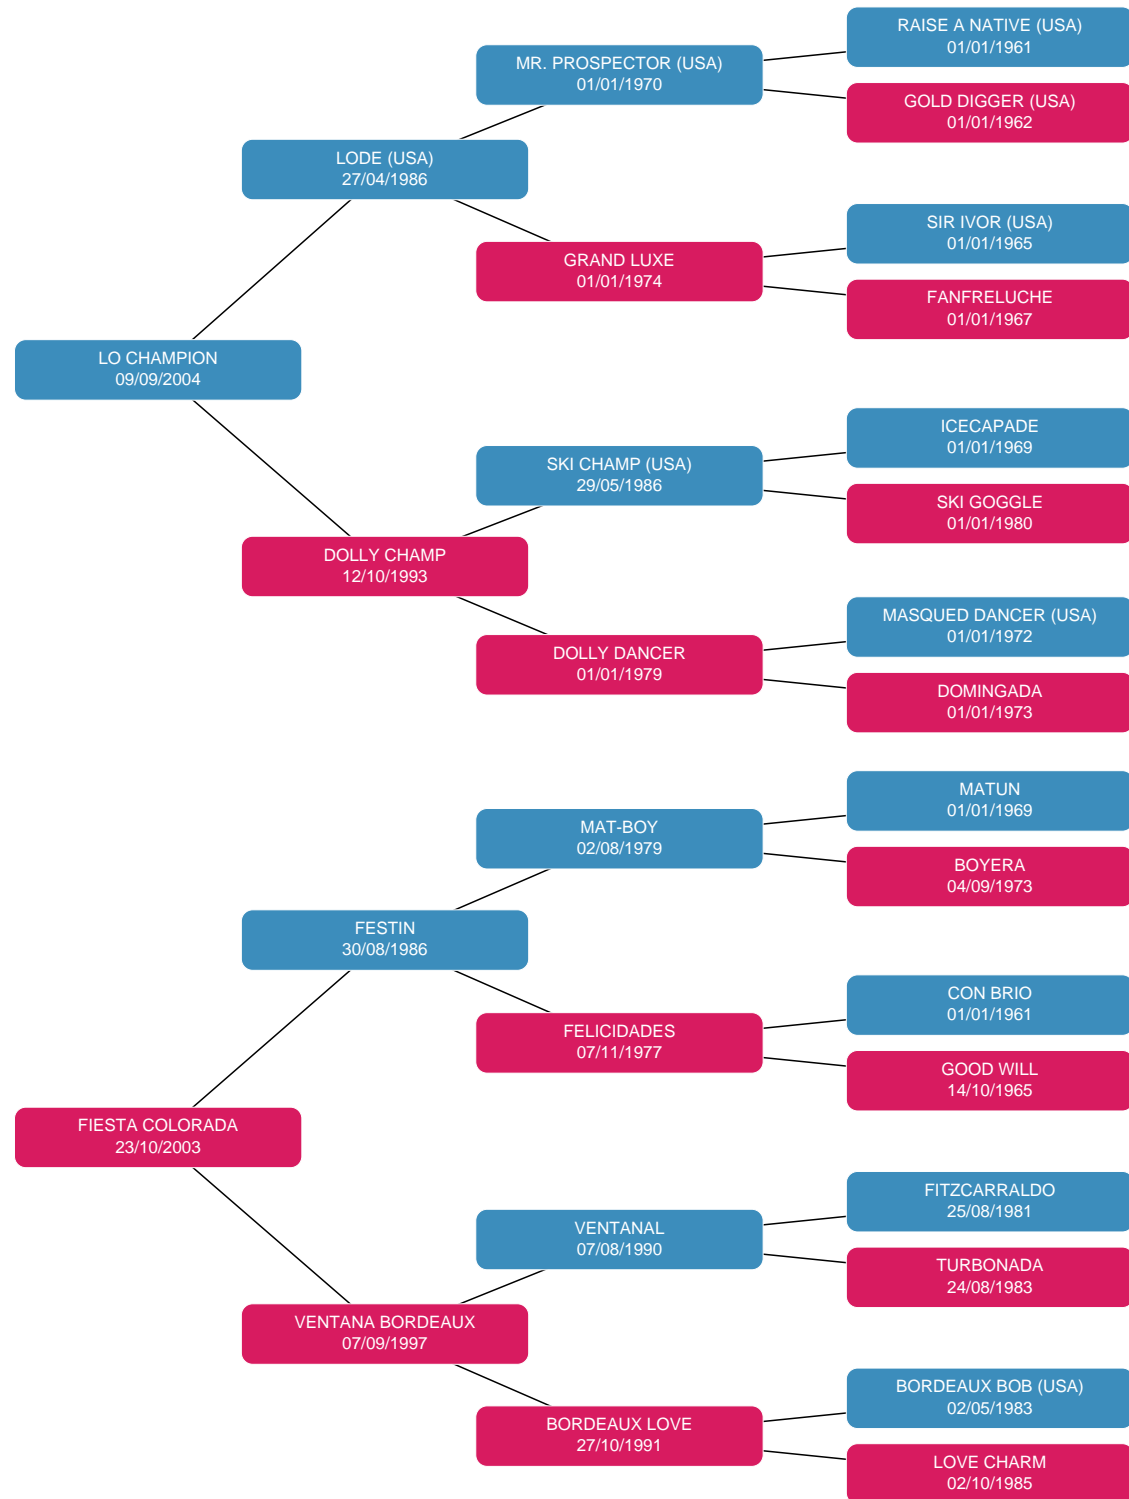 RAISE A NATIVE (USA)
01/01/1961
MR. PROSPECTOR (USA)
01/01/1970
GOLD DIGGER (USA)
01/01/1962
LODE (USA)
27/04/1986
SIR IVOR (USA)
01/01/1965
GRAND LUXE
01/01/1974
FANFRELUCHE
01/01/1967
LO CHAMPION
09/09/2004
ICECAPADE
01/01/1969
SKI CHAMP (USA)
29/05/1986
SKI GOGGLE
01/01/1980
DOLLY CHAMP
12/10/1993
MASQUED DANCER (USA)
01/01/1972
DOLLY DANCER
01/01/1979
DOMINGADA
01/01/1973
MATUN
01/01/1969
MAT-BOY
02/08/1979
BOYERA
04/09/1973
FESTIN
30/08/1986
CON BRIO
01/01/1961
FELICIDADES
07/11/1977
GOOD WILL
14/10/1965
FIESTA COLORADA
23/10/2003
FITZCARRALDO
25/08/1981
VENTANAL
07/08/1990
TURBONADA
24/08/1983
VENTANA BORDEAUX
07/09/1997
BORDEAUX BOB (USA)
02/05/1983
BORDEAUX LOVE
27/10/1991
LOVE CHARM
02/10/1985